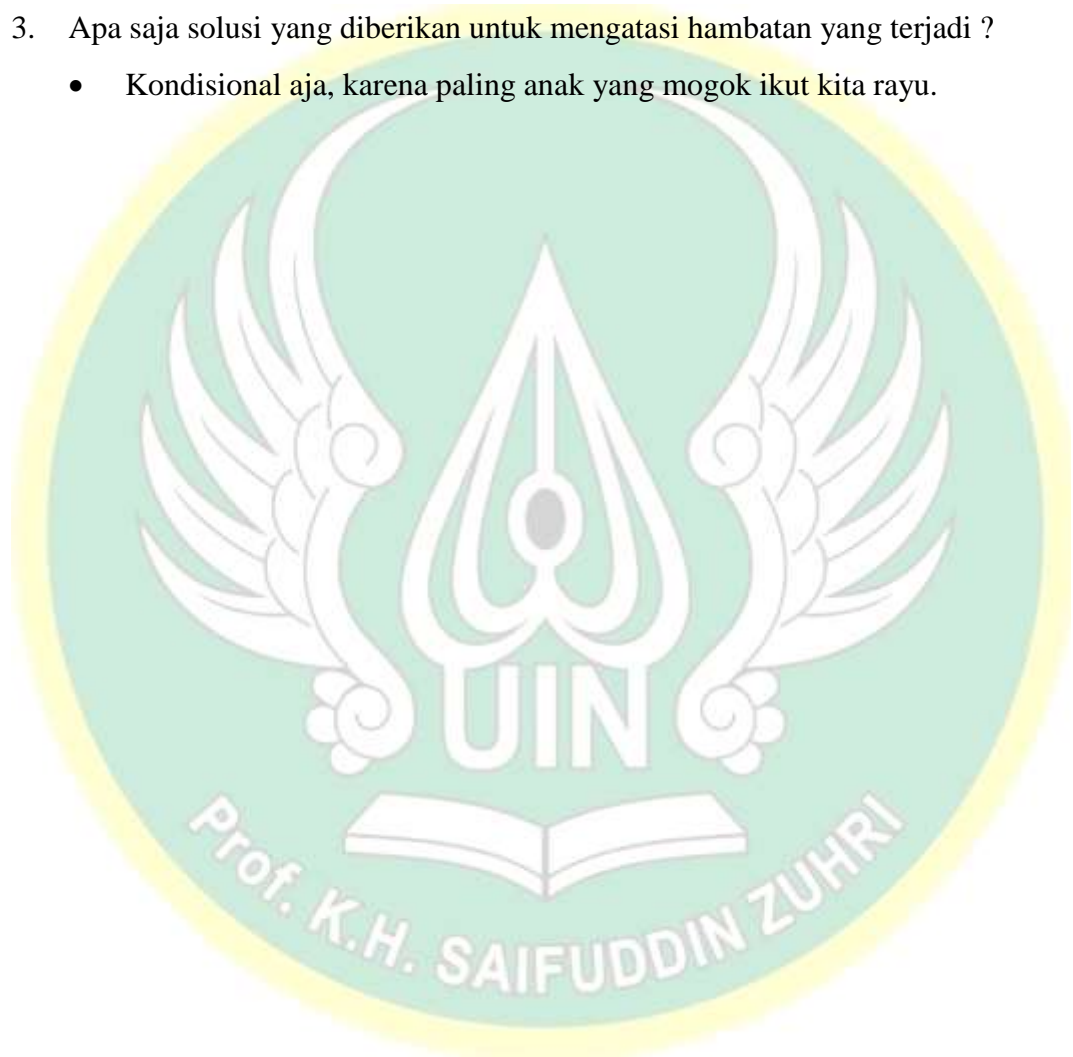 3. Apa saja solusi yang diberikan untuk mengatasi hambatan yang terjadi ?
• Kondisional aja, karena paling anak yang mogok ikut kita rayu.
UIN
Prof. K.H. SAIFUDDIN ZUHRI